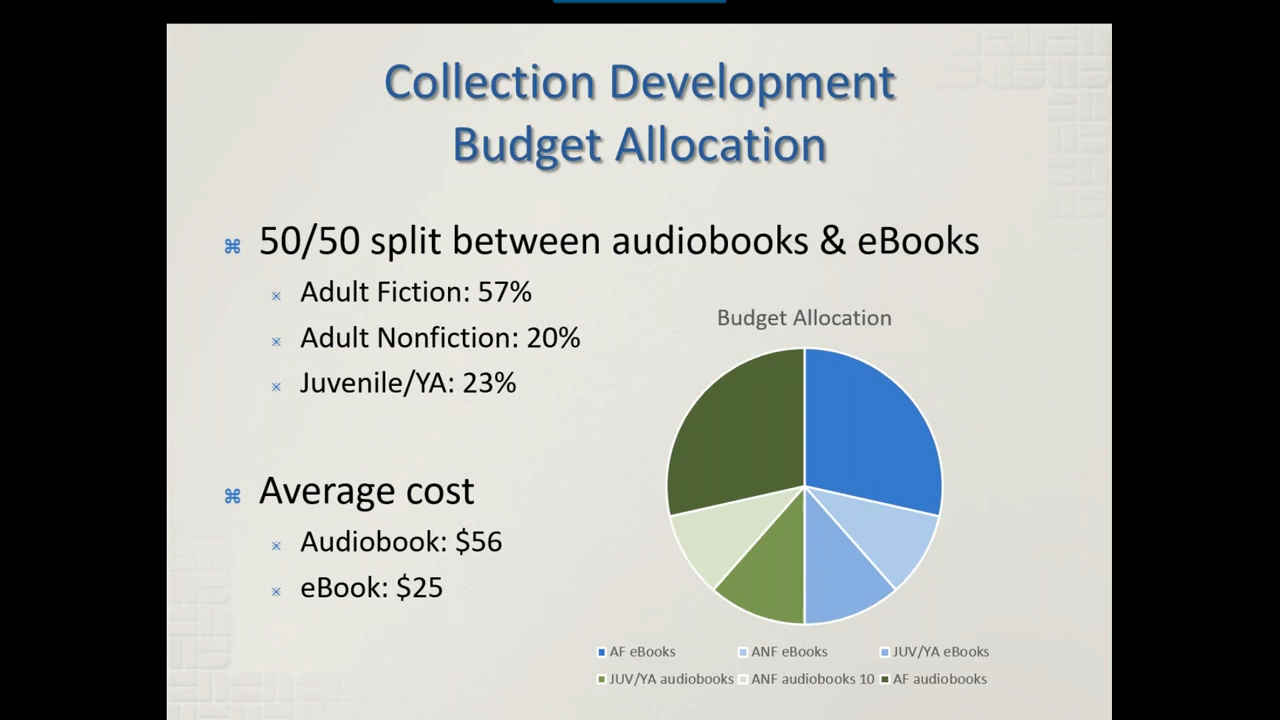 Collection Development
Budget Allocation
50/50 split between audiobooks & eBooks
Adult Fiction: 57%
Adult Nonfiction: 20%
Juvenile/YA: 23%
Average cost
Audiobook: $56
eBook: $25
Budget Allocation
AF eBooks ANF eBooks JUV/YA eBooks
JUV/YA audiobooks ANF audiobooks 10 AF audiobooks